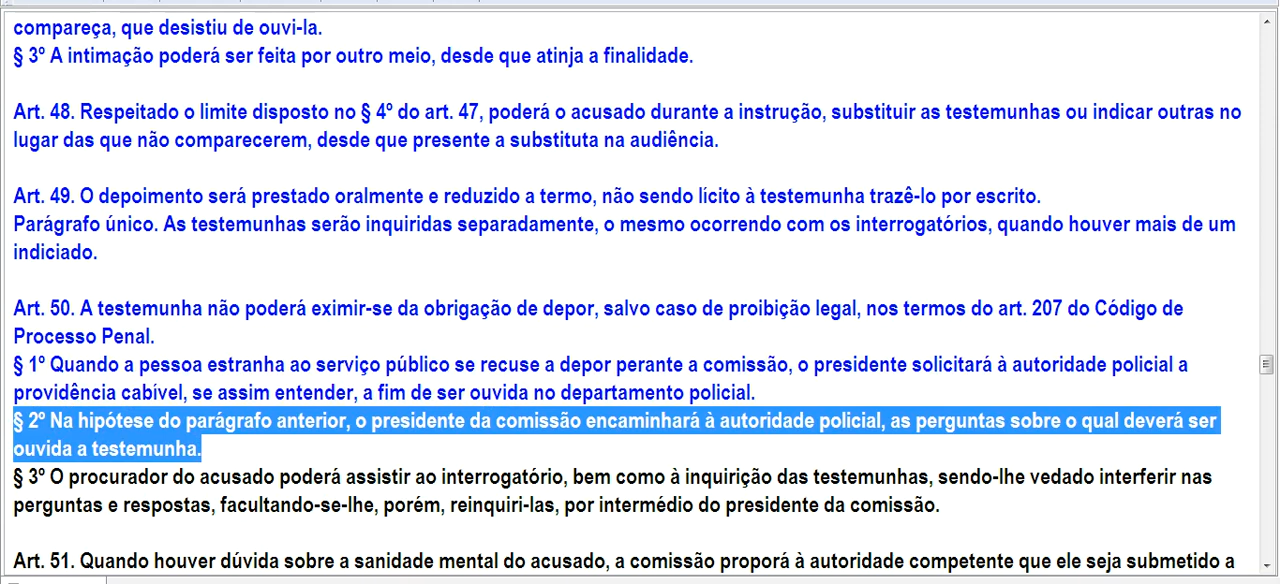 compareça, que desistiu de ouvi-la.
§ 3º A intimação poderá ser feita por outro meio, desde que atinja a finalidade.
Art. 48. Respeitado o limite disposto no § 4º do art. 47, poderá o acusado durante a instrução, substituir as testemunhas ou indicar outras no
lugar das que não comparecerem, desde que presente a substituta na audiência.
Art. 49. O depoimento será prestado oralmente e reduzido a termo, não sendo lícito à testemunha trazê-lo por escrito.
Parágrafo único. As testemunhas serão inquiridas separadamente, o mesmo ocorrendo com os interrogatórios, quando houver mais de um
indiciado.
Art. 50. A testemunha não poderá eximir-se da obrigação de depor, salvo caso de proibição legal, nos termos do art. 207 do Código de
Processo Penal.
§ 1º Quando a pessoa estranha ao serviço público se recuse a depor perante a comissão, o presidente solicitará à autoridade policial a
providência cabível, se assim entender, a fim de ser ouvida no departamento policial.
§ 2º Na hipótese do parágrafo anterior, o presidente da comissão encaminhará à autoridade policial, as perguntas sobre o qual deverá ser
ouvida a testemunha.
§ 3º O procurador do acusado poderá assistir ao interrogatório, bem como à inquirição das testemunhas, sendo-lhe vedado interferir nas
perguntas e respostas, facultando-se-lhe, porém, reinquiri-las, por intermédio do presidente da comissão.
Art. 51. Quando houver dúvida sobre a sanidade mental do acusado, a comissão proporá à autoridade competente que ele seja submetido a